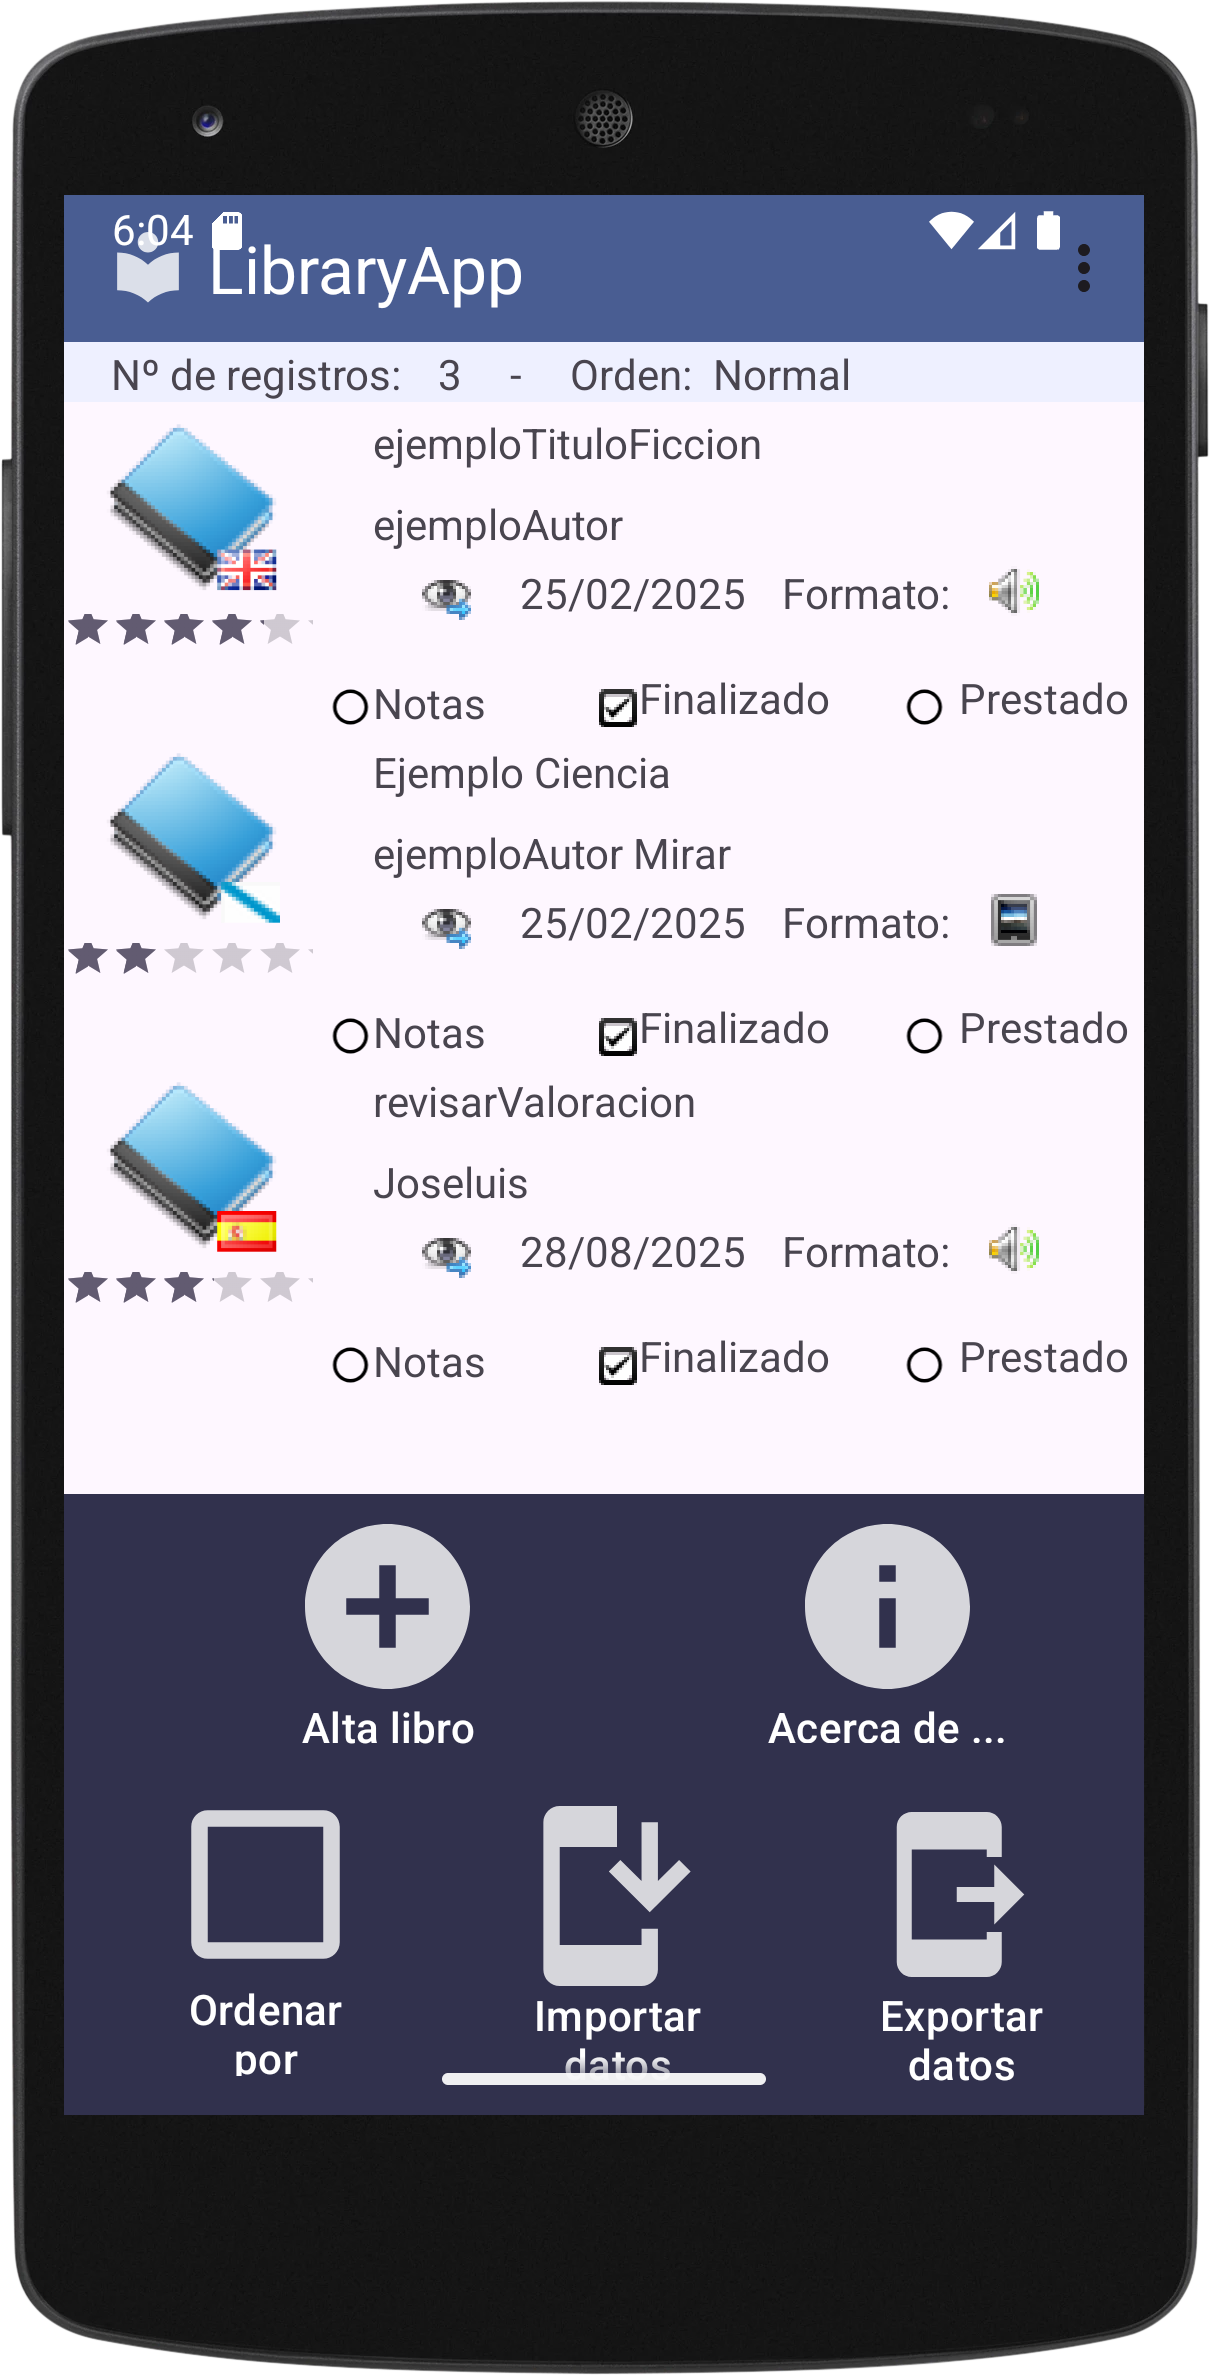 6:04
LibraryApp
Nº de registros: 3 - Orden: Normal
ejemploTituloFiccion
ejemploAutor
25/02/2025 Formato:
Notas Finalizado Prestado
Ejemplo Ciencia
ejemploAutor Mirar
25/02/2025 Formato:
Notas Finalizado Prestado
revisarValoracion
Joseluis
28/08/2025 Formato:
Notas Finalizado Prestado
Alta libro Acerca de ...
Ordenar Importar Exportar
por datos datos